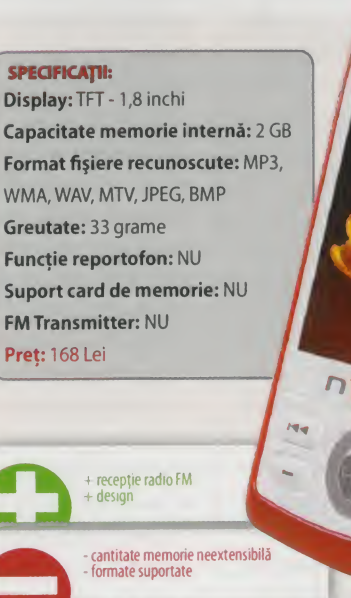 SPECIFICAȚII:
Display: TFT - 1,8 inchi
Capacitate memorie internă: 2 GB
Format fișiere recunoscute: MP3,
WMA, WAV, MTV, JPEG, BMP
Greutate: 33 grame
Funcție reportofon: NU
Suport card de memorie: NU
FM Transmitter: NU
Preț: 168 Lei
+ recepție radio FM
+ design
- cantitate memorie neextensibilă
- formate suportate